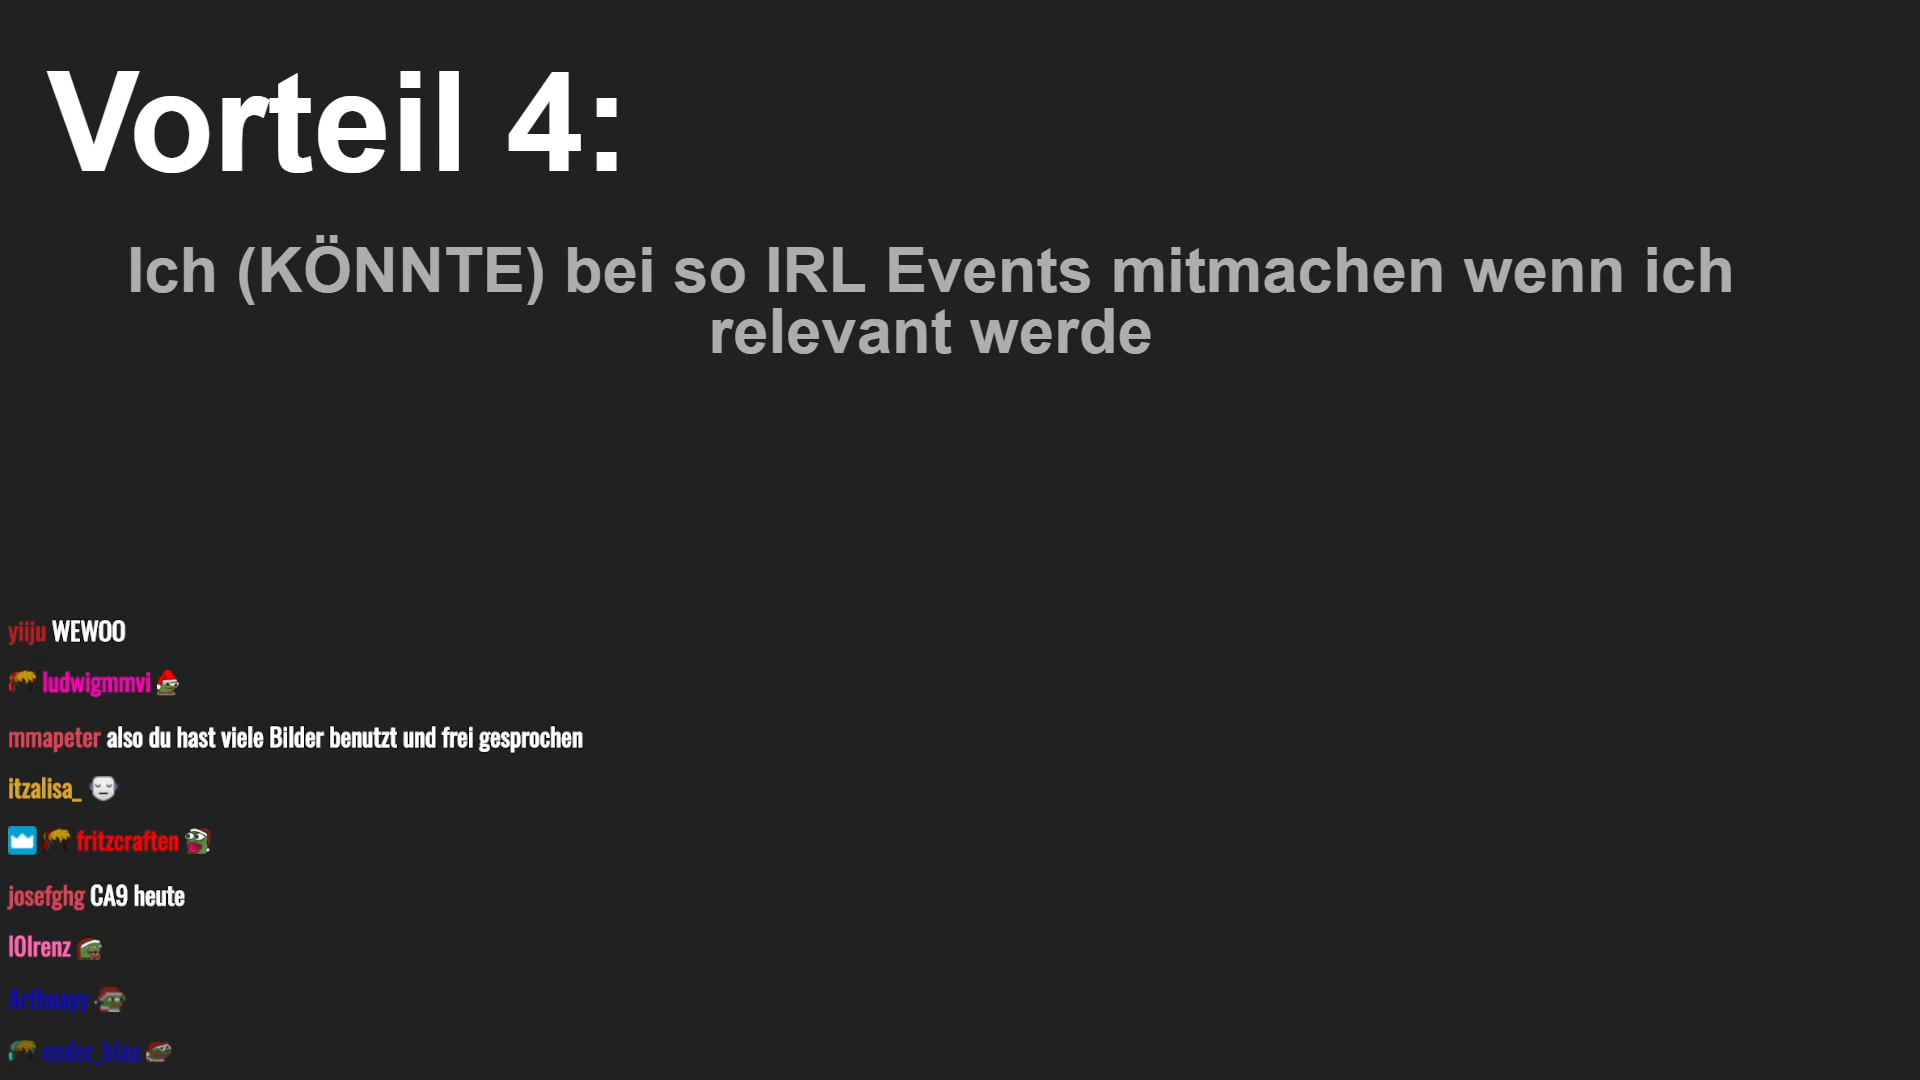 Vorteil 4:
Ich (KÖNNTE) bei so IRL Events mitmachen wenn ich
relevant werde
yiiju WEWOO
ludwigmmvi
mmapeter also du hast viele Bilder benutzt und frei gesprochen
itzalisa_
fritzcraften
josefghg CA9 heute
l0lrenz
Arthuayy
ender_blau